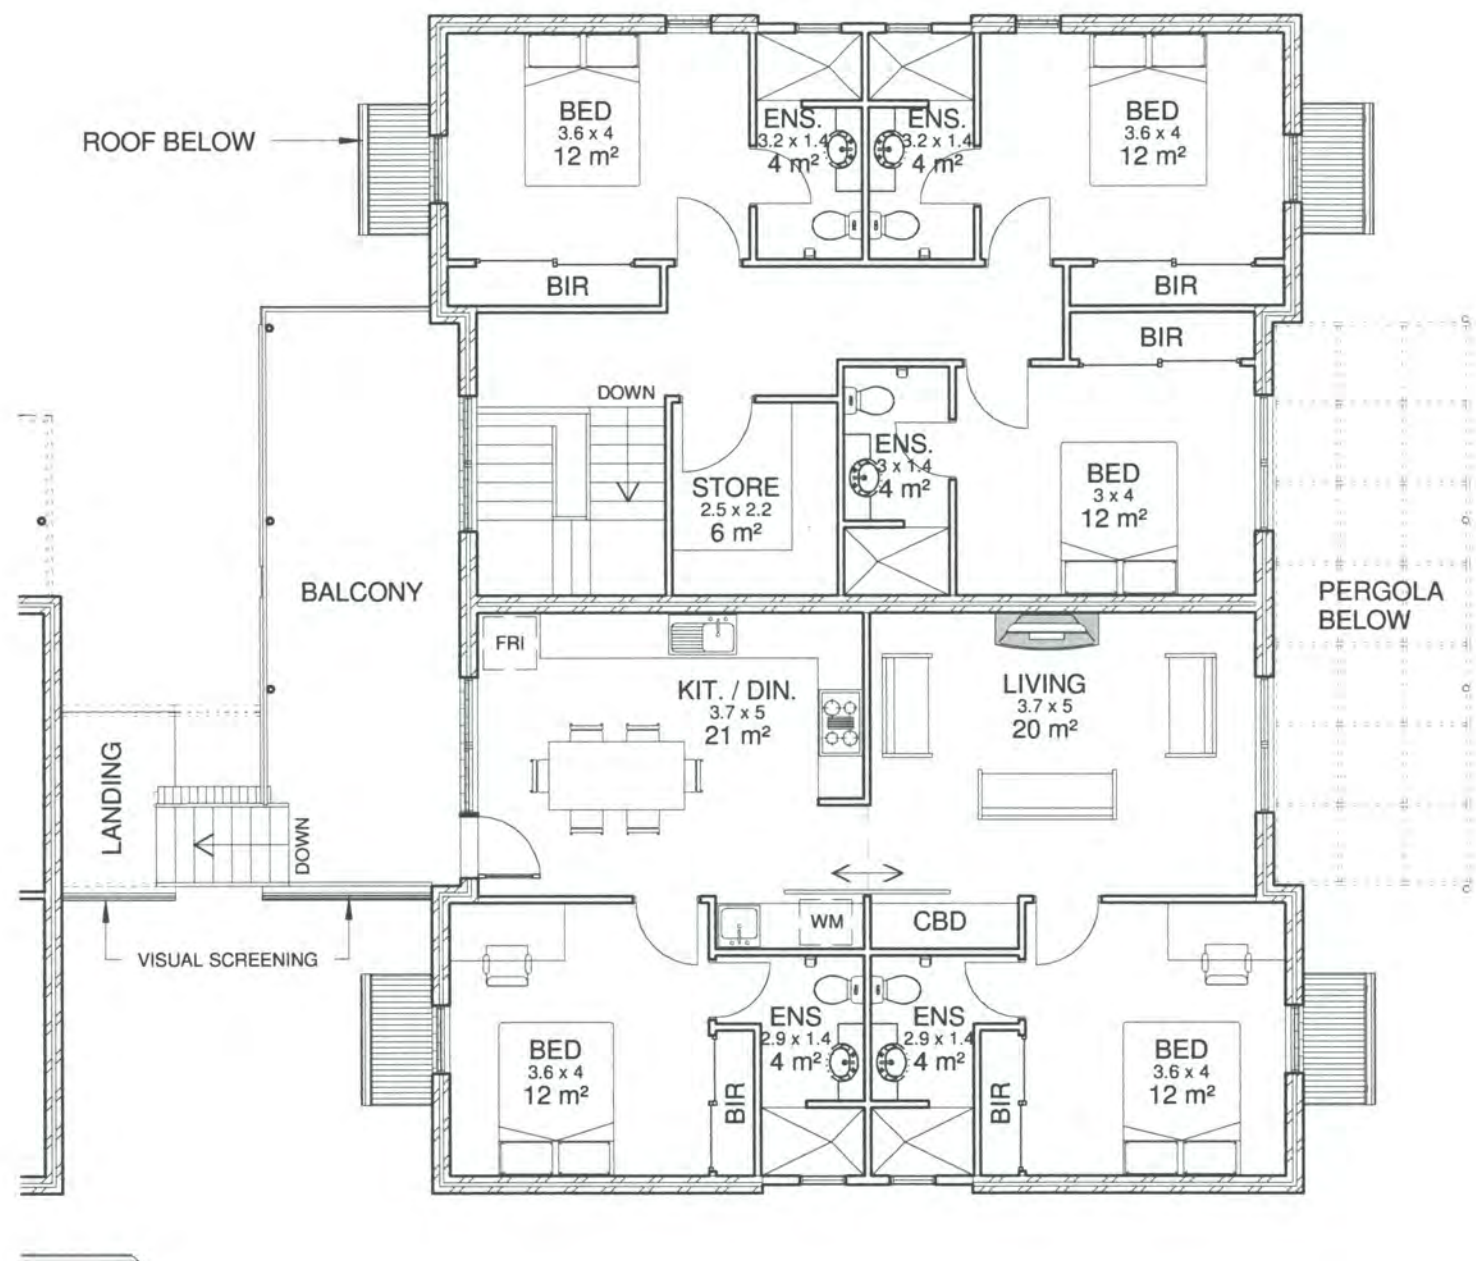 BED
3.6 x 4
12 m²
ENS.
3.2 x 1.4
4 m²
ENS.
3.2 x 1.4
4 m²
BED
3.6 x 4
12 m²
ROOF BELOW
BIR
BIR
BIR
DOWN
STORE
2.5 x 2.2
6 m²
ENS.
3 x 1.4
4 m²
BED
3 x 4
12 m²
BALCONY
PERGOLA
BELOW
FRI
KIT. / DIN.
3.7 x 5
21 m²
LIVING
3.7 x 5
20 m²
LANDING
DOWN
VISUAL SCREENING
WM
CBD
BED
3.6 x 4
12 m²
BIR
ENS
2.9 x 1.4
4 m²
ENS
2.9 x 1.4
4 m²
BIR
BED
3.6 x 4
12 m²